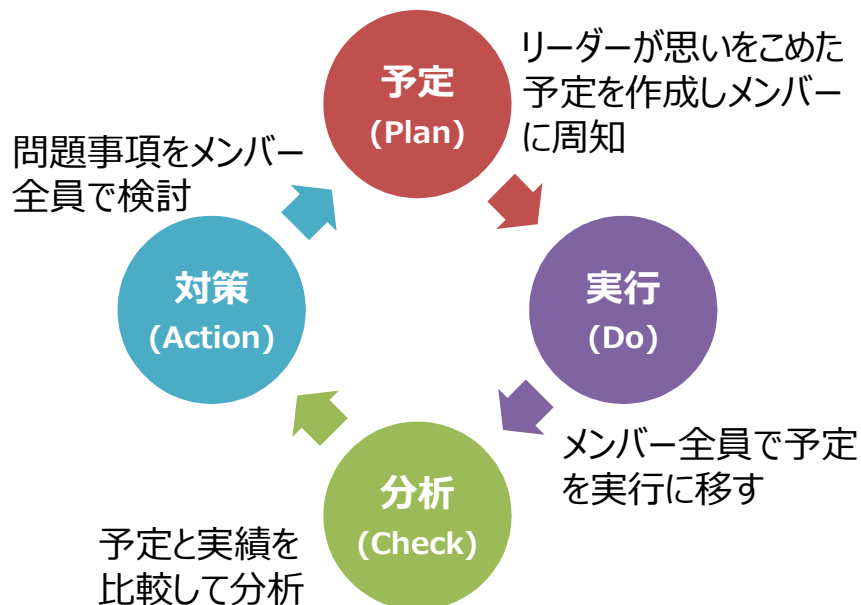 予定
(Plan)
リーダーが思いをこめた
予定を作成しメンバー
に周知
実行
(Do)
メンバー全員で予定
を実行に移す
分析
(Check)
予定と実績を
比較して分析
対策
(Action)
問題事項をメンバー
全員で検討